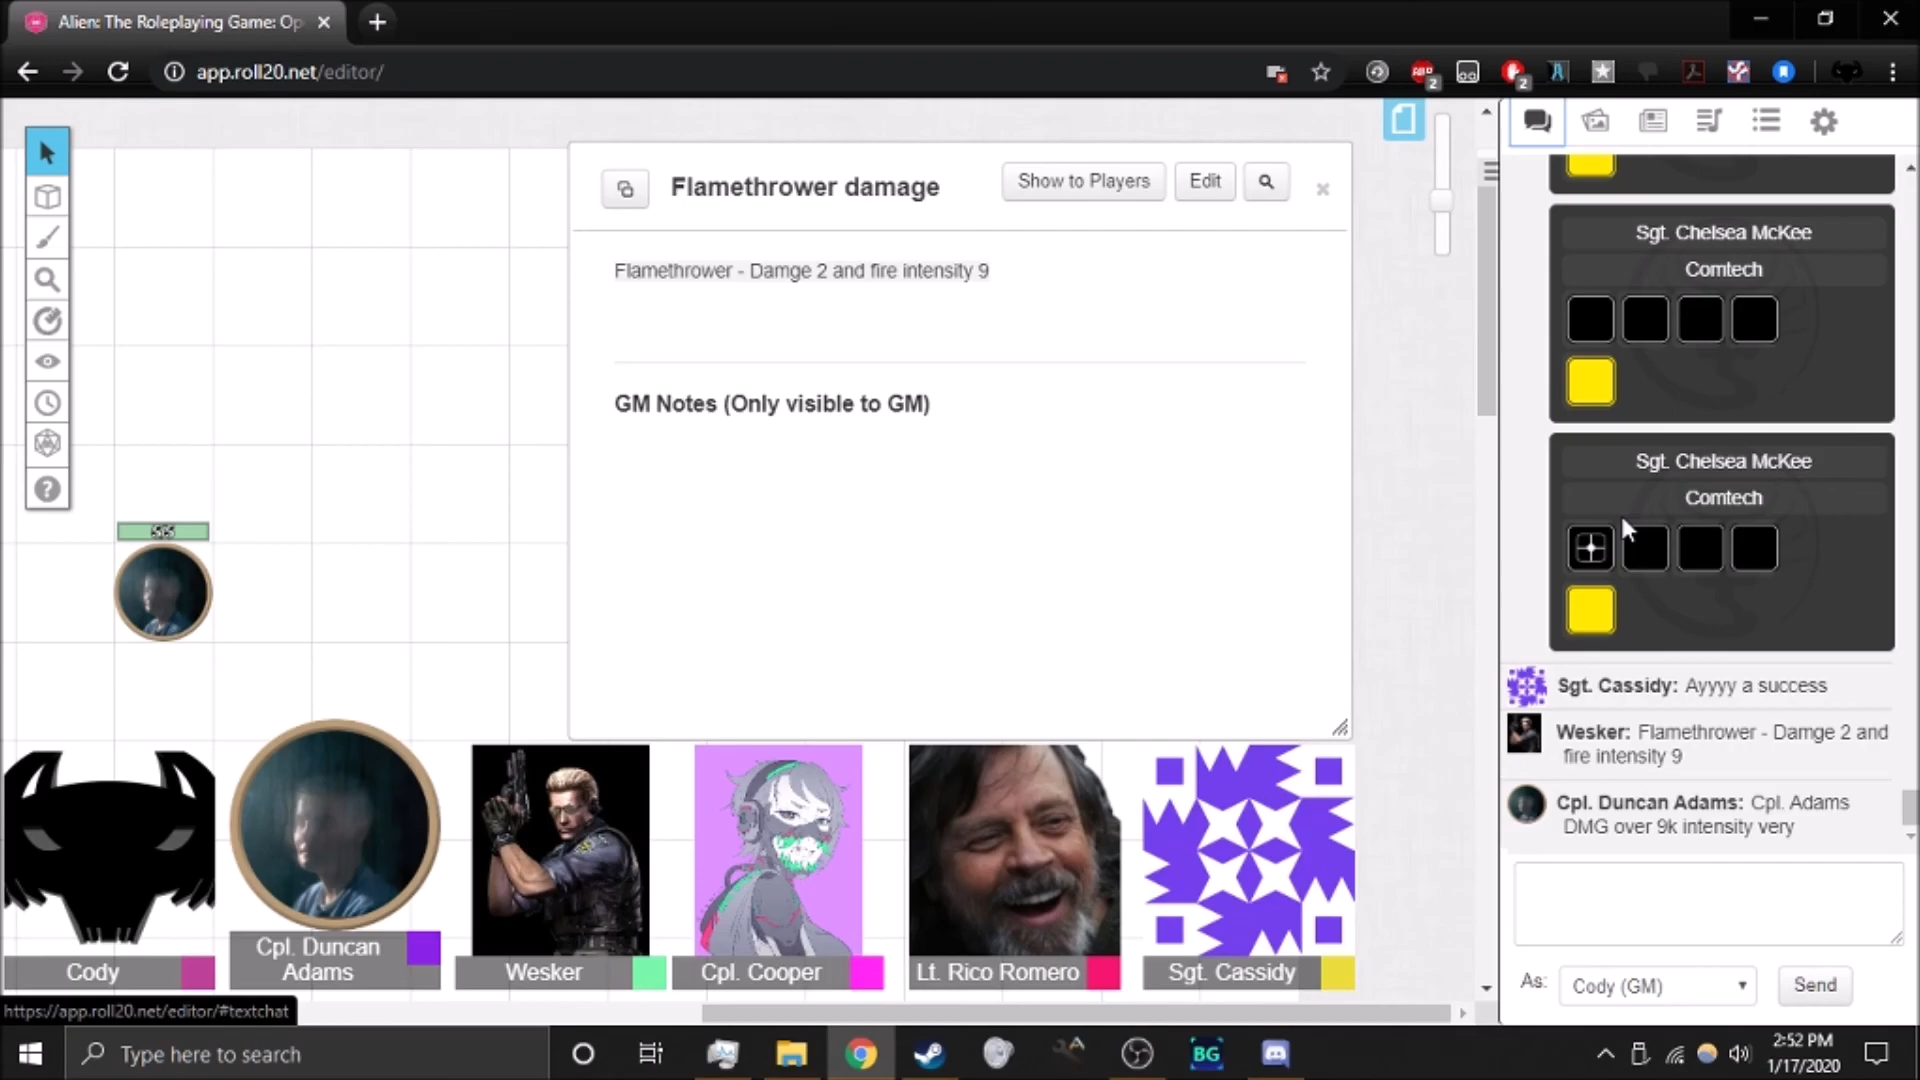 Alien: The Roleplaying Game: Op
app.roll20.net/editor/
ABP
2
2
Flamethrower damage
Show to Players
Edit
Flamethrower - Damge 2 and fire intensity 9
GM Notes (Only visible to GM)
Sgt. Chelsea McKee
Comtech
Sgt. Chelsea McKee
Comtech
Sgt. Cassidy: Ayyyy a success
Wesker: Flamethrower - Damge 2 and
fire intensity 9
Cpl. Duncan Adams: Cpl. Adams
DMG over 9k intensity very
As:
Cody (GM)
Send
Cody
Cpl. Duncan
Adams
Wesker
Cpl. Cooper
Lt. Rico Romero
Sgt. Cassidy
https://app.roll20.net/editor/#textchat
Type here to search
BG
2:52 PM
1/17/2020